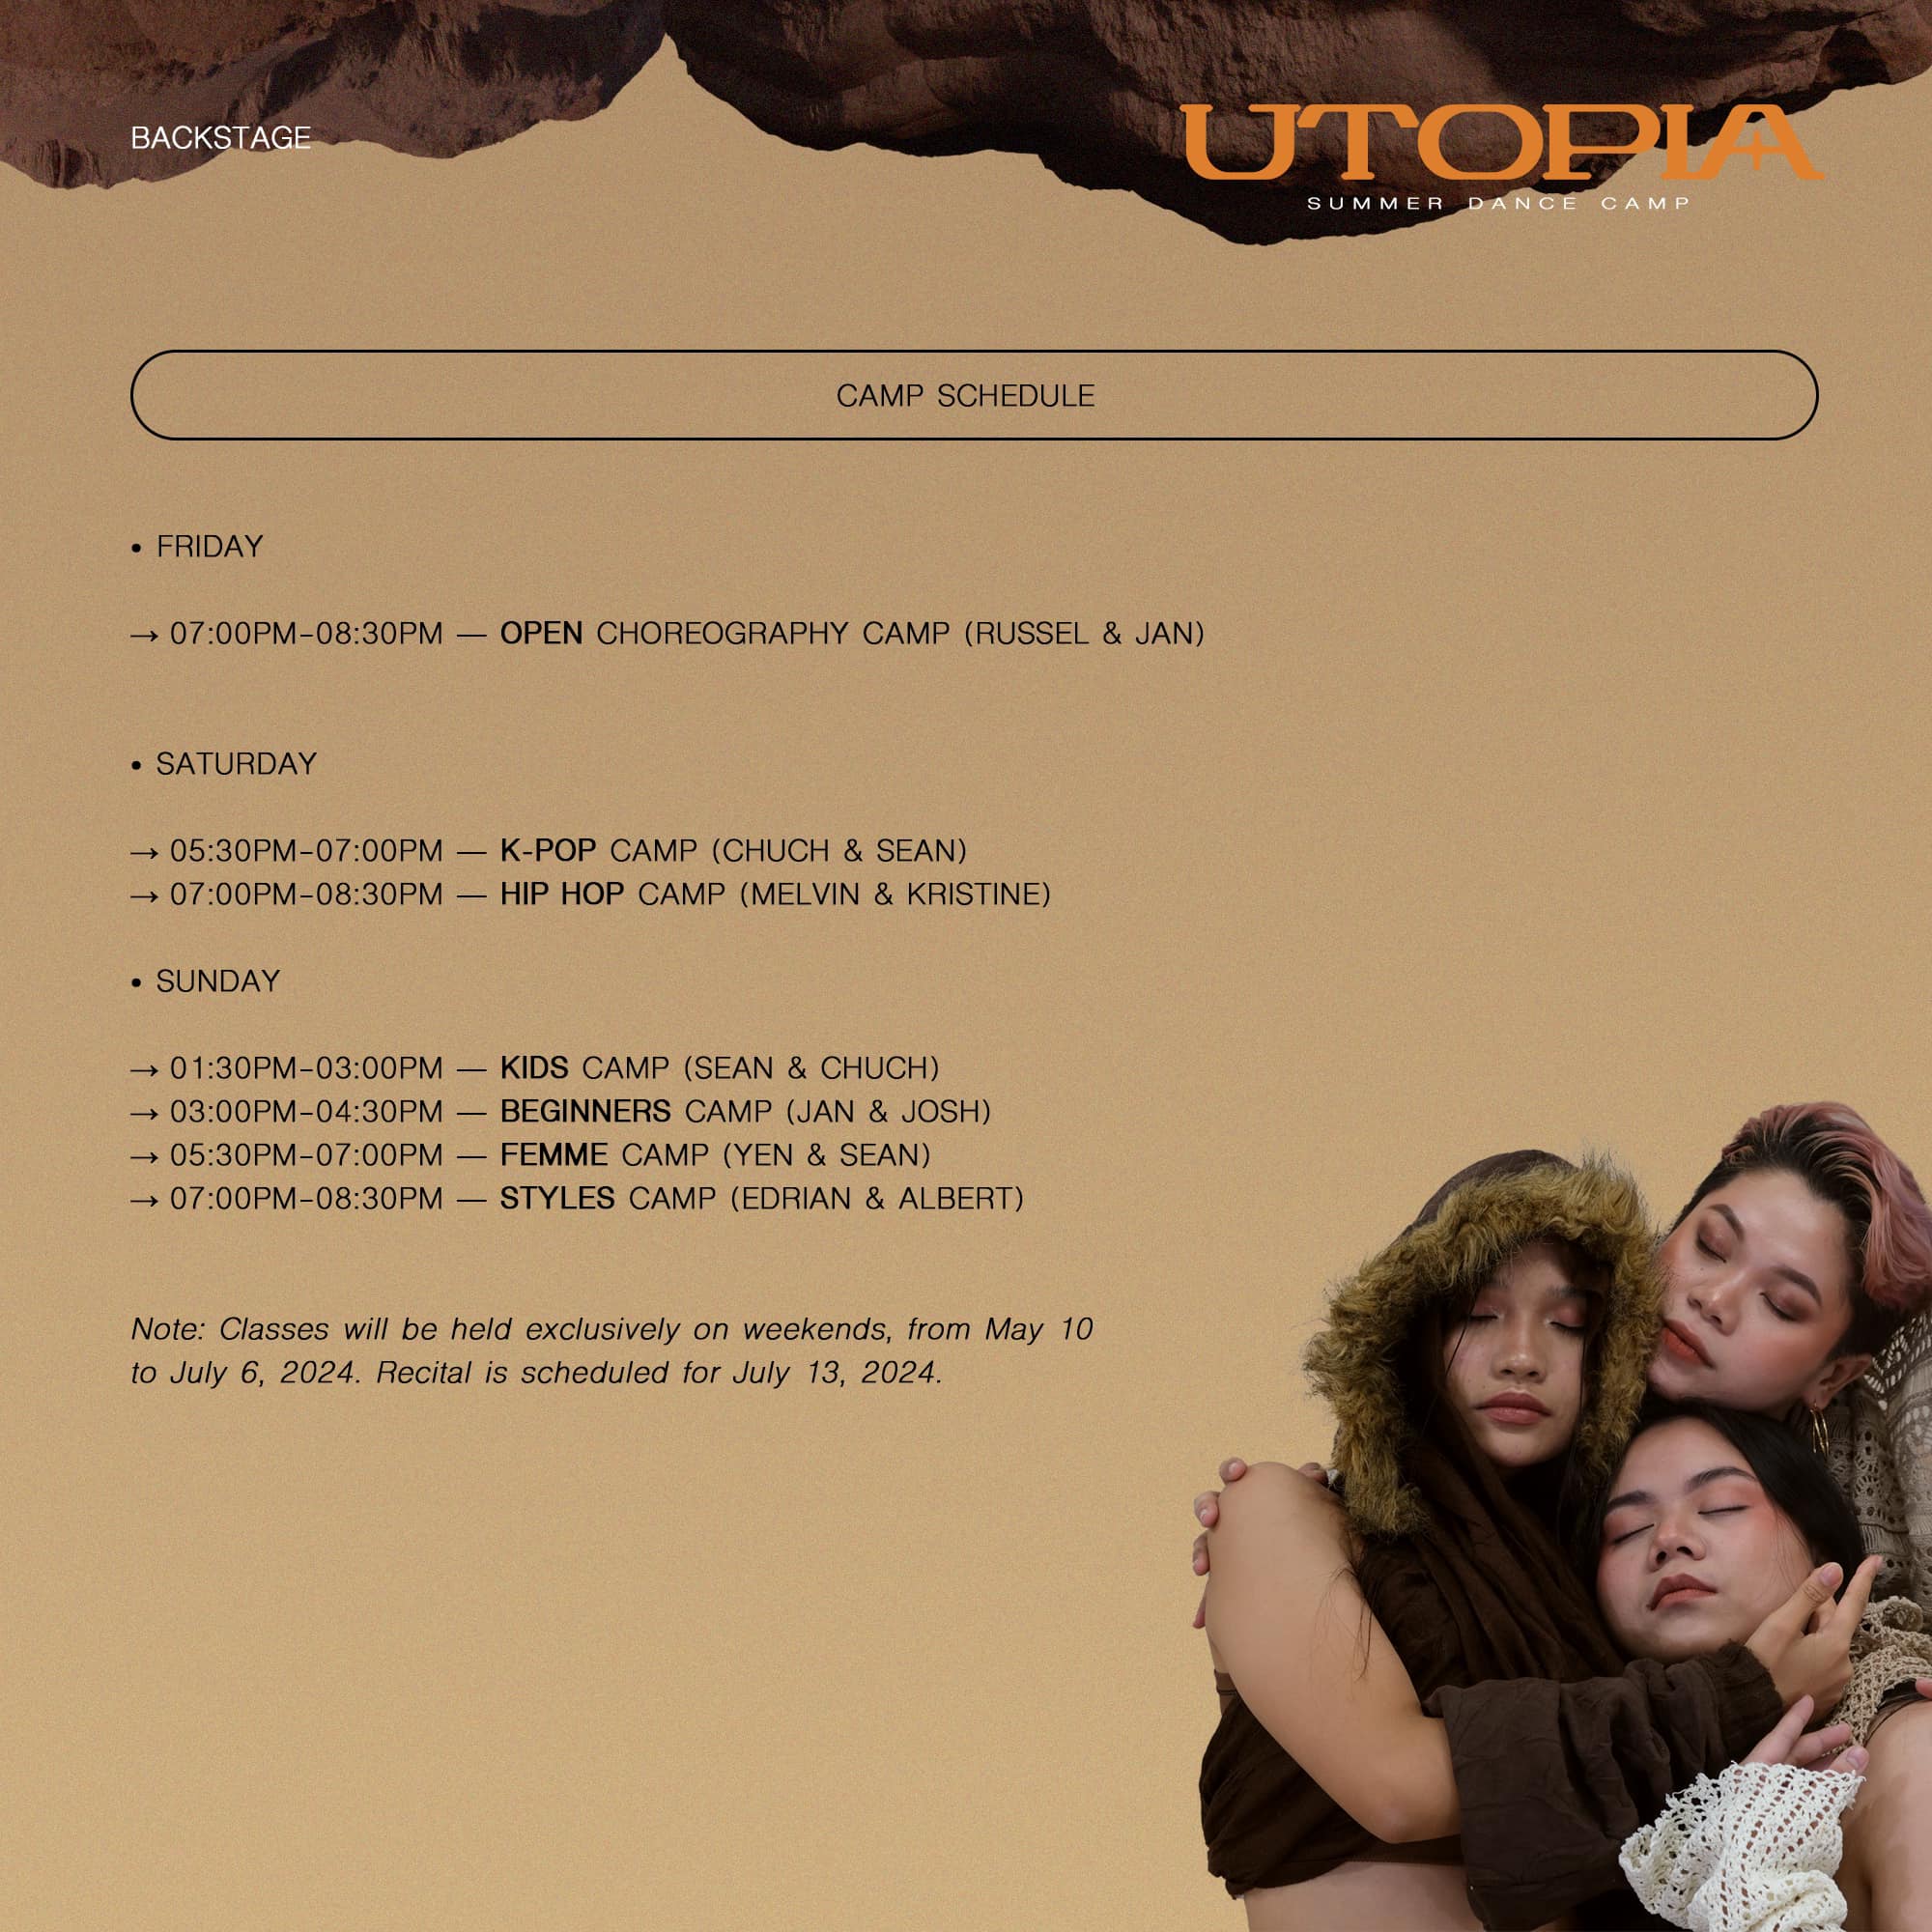 BACKSTAGE
UTOPIA
SUMMER DANCE CAMP
CAMP SCHEDULE
• FRIDAY
→ 07:00PM-08:30PM — OPEN CHOREOGRAPHY CAMP (RUSSEL & JAN)
• SATURDAY
→ 05:30PM-07:00PM — K-POP CAMP (CHUCH & SEAN)
→ 07:00PM-08:30PM — HIP HOP CAMP (MELVIN & KRISTINE)
• SUNDAY
→ 01:30PM-03:00PM — KIDS CAMP (SEAN & CHUCH)
→ 03:00PM-04:30PM — BEGINNERS CAMP (JAN & JOSH)
→ 05:30PM-07:00PM — FEMME CAMP (YEN & SEAN)
→ 07:00PM-08:30PM — STYLES CAMP (EDRIAN & ALBERT)
Note: Classes will be held exclusively on weekends, from May 10
to July 6, 2024. Recital is scheduled for July 13, 2024.